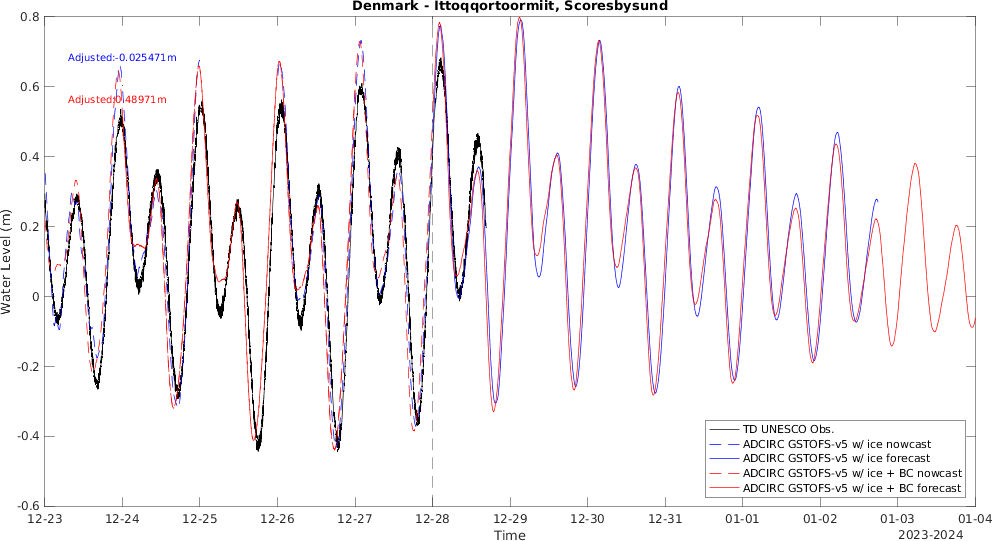 Denmark - Ittoqqortoormiit, Scoresbysund
0.8
0.6
0.4
0.2
0
-0.2
-0.4
-0.6
Water Level (m)
Adjusted:-0.025471m
Adjusted:0.48971m
TD UNESCO Obs.
ADCIRC GSTOFS-v5 w/ ice nowcast
ADCIRC GSTOFS-v5 w/ ice forecast
ADCIRC GSTOFS-v5 w/ ice + BC nowcast
ADCIRC GSTOFS-v5 w/ ice + BC forecast
12-23 12-24 12-25 12-26 12-27 12-28 12-29 12-30 12-31 01-01 01-02 01-03 01-04
Time
2023-2024